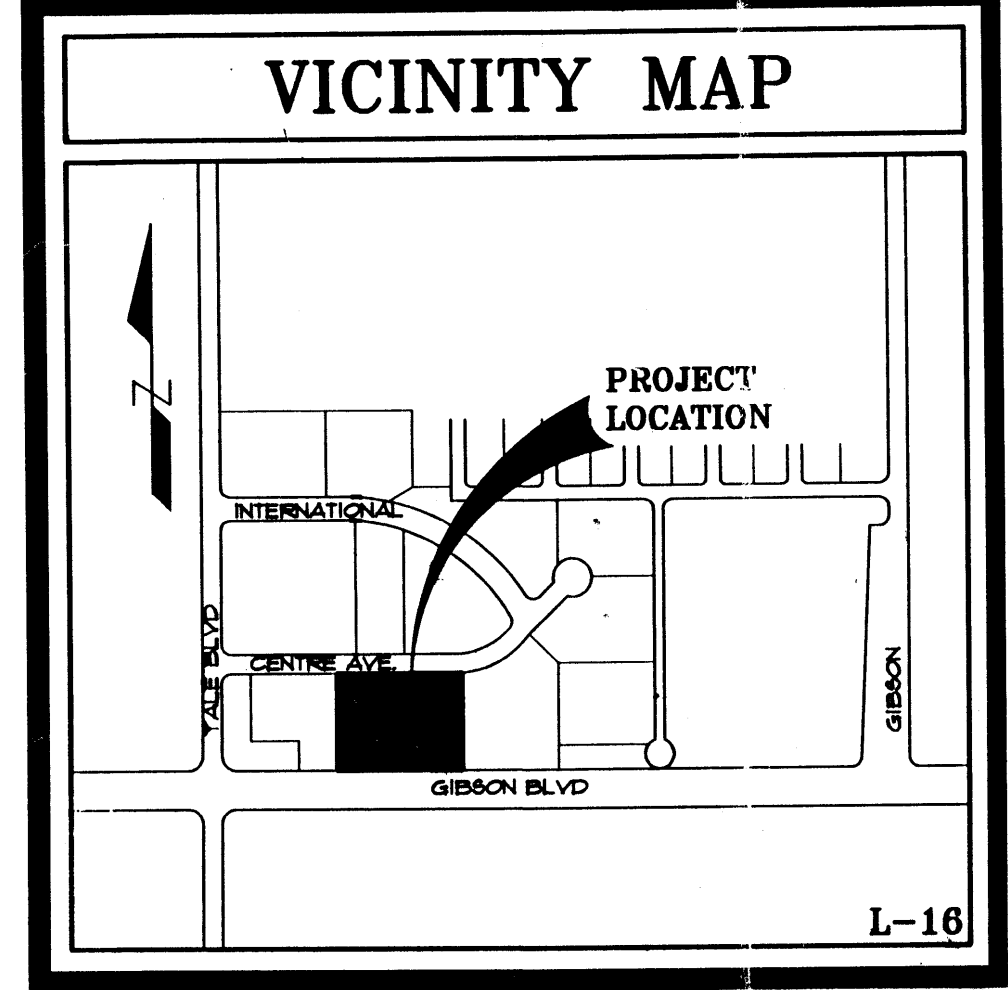 VICINITY MAP
PROJECT
LOCATION
INTERNATIONAL
YALE BLVD
CENTRE AVE.
GIBSON
GIBSON BLVD
L-16
N